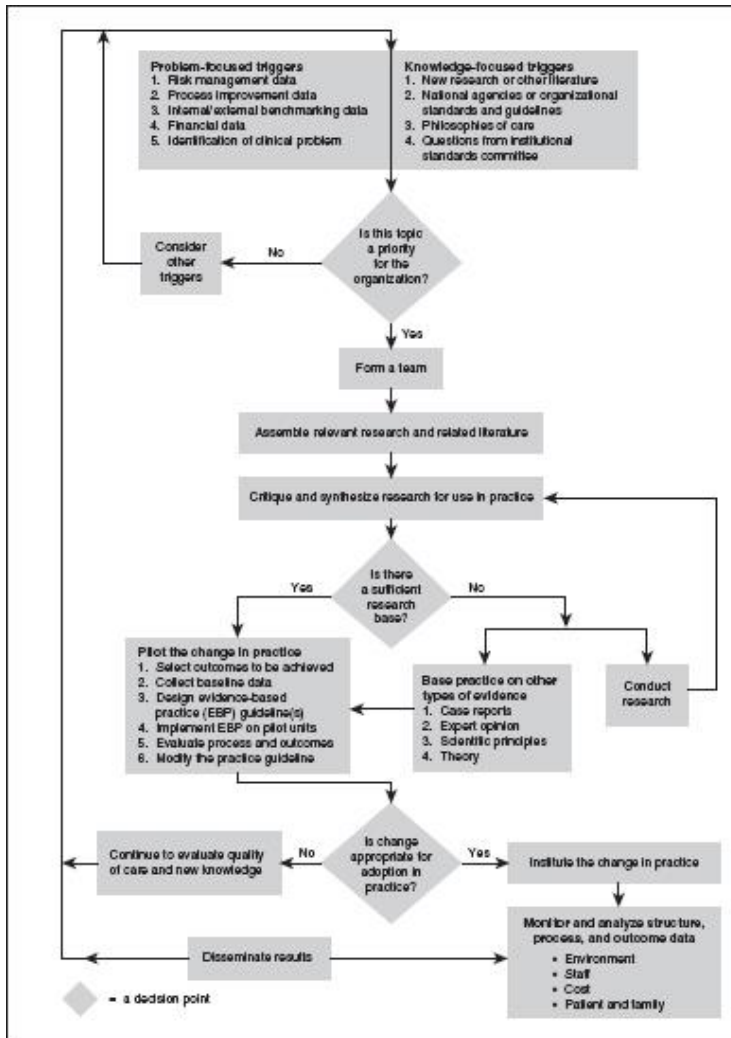 Problem-focused triggers
1. Risk management data
2. Process improvement data
3. Internal/external benchmarking data
4. Financial data
5. Identification of clinical problem
Knowledge-focused triggers
1. New research or other literature
2. National agencies or organizational
standards and guidelines
3. Philosophies of care
4. Questions from institutional
standards committee
Is this topic
a priority
for the
organization?
No
Consider
other
triggers
Yes
Form a team
Assemble relevant research and related literature
Critique and synthesize research for use in practice
Is there
a sufficient
research
base?
Yes
No
Pilot the change in practice
1. Select outcomes to be achieved
2. Collect baseline data
3. Design evidence-based
practice (EBP) guideline(s)
4. Implement EBP on pilot units
5. Evaluate process and outcomes
6. Modify the practice guideline
Base practice on other
types of evidence
1. Case reports
2. Expert opinion
3. Scientific principles
4. Theory
Conduct
research
Is change
appropriate for
adoption in
practice?
No
Yes
Continue to evaluate quality
of care and new knowledge
Institute the change in practice
Monitor and analyze structure,
process, and outcome data
• Environment
• Staff
• Cost
• Patient and family
Disseminate results
= a decision point